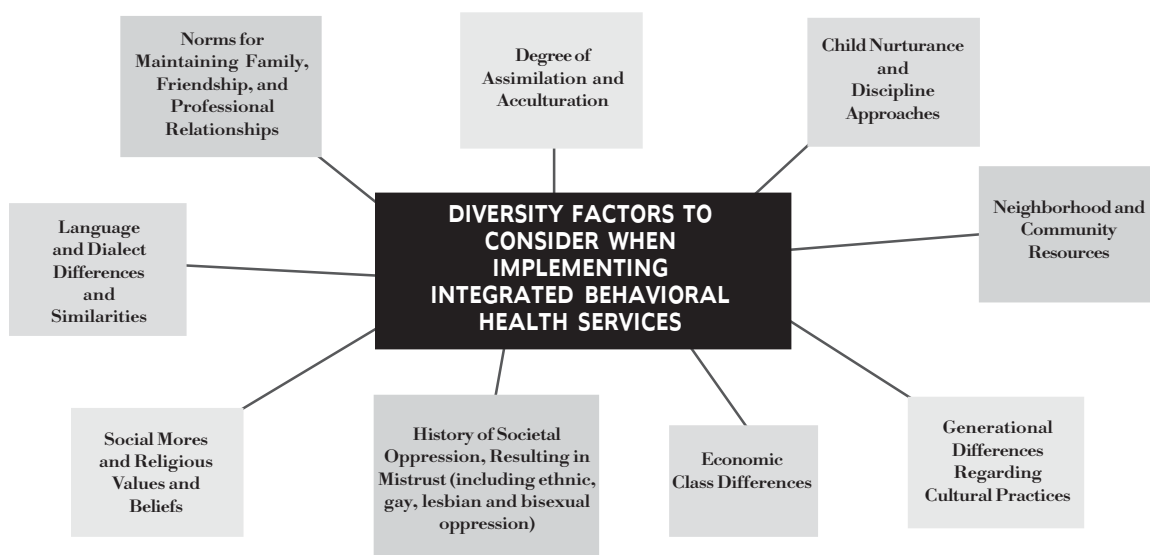 Norms for
Maintaining Family,
Friendship, and
Professional
Relationships
Degree of
Assimilation and
Acculturation
Child Nurturance
and
Discipline
Approaches
Language
and Dialect
Differences
and
Similarities
DIVERSITY FACTORS TO
CONSIDER WHEN
IMPLEMENTING
INTEGRATED BEHAVIORAL
HEALTH SERVICES
Neighborhood and
Community
Resources
Social Mores
and Religious
Values and
Beliefs
History of Societal
Oppression, Resulting in
Mistrust (including ethnic,
gay, lesbian and bisexual
oppression)
Economic
Class Differences
Generational
Differences
Regarding
Cultural Practices